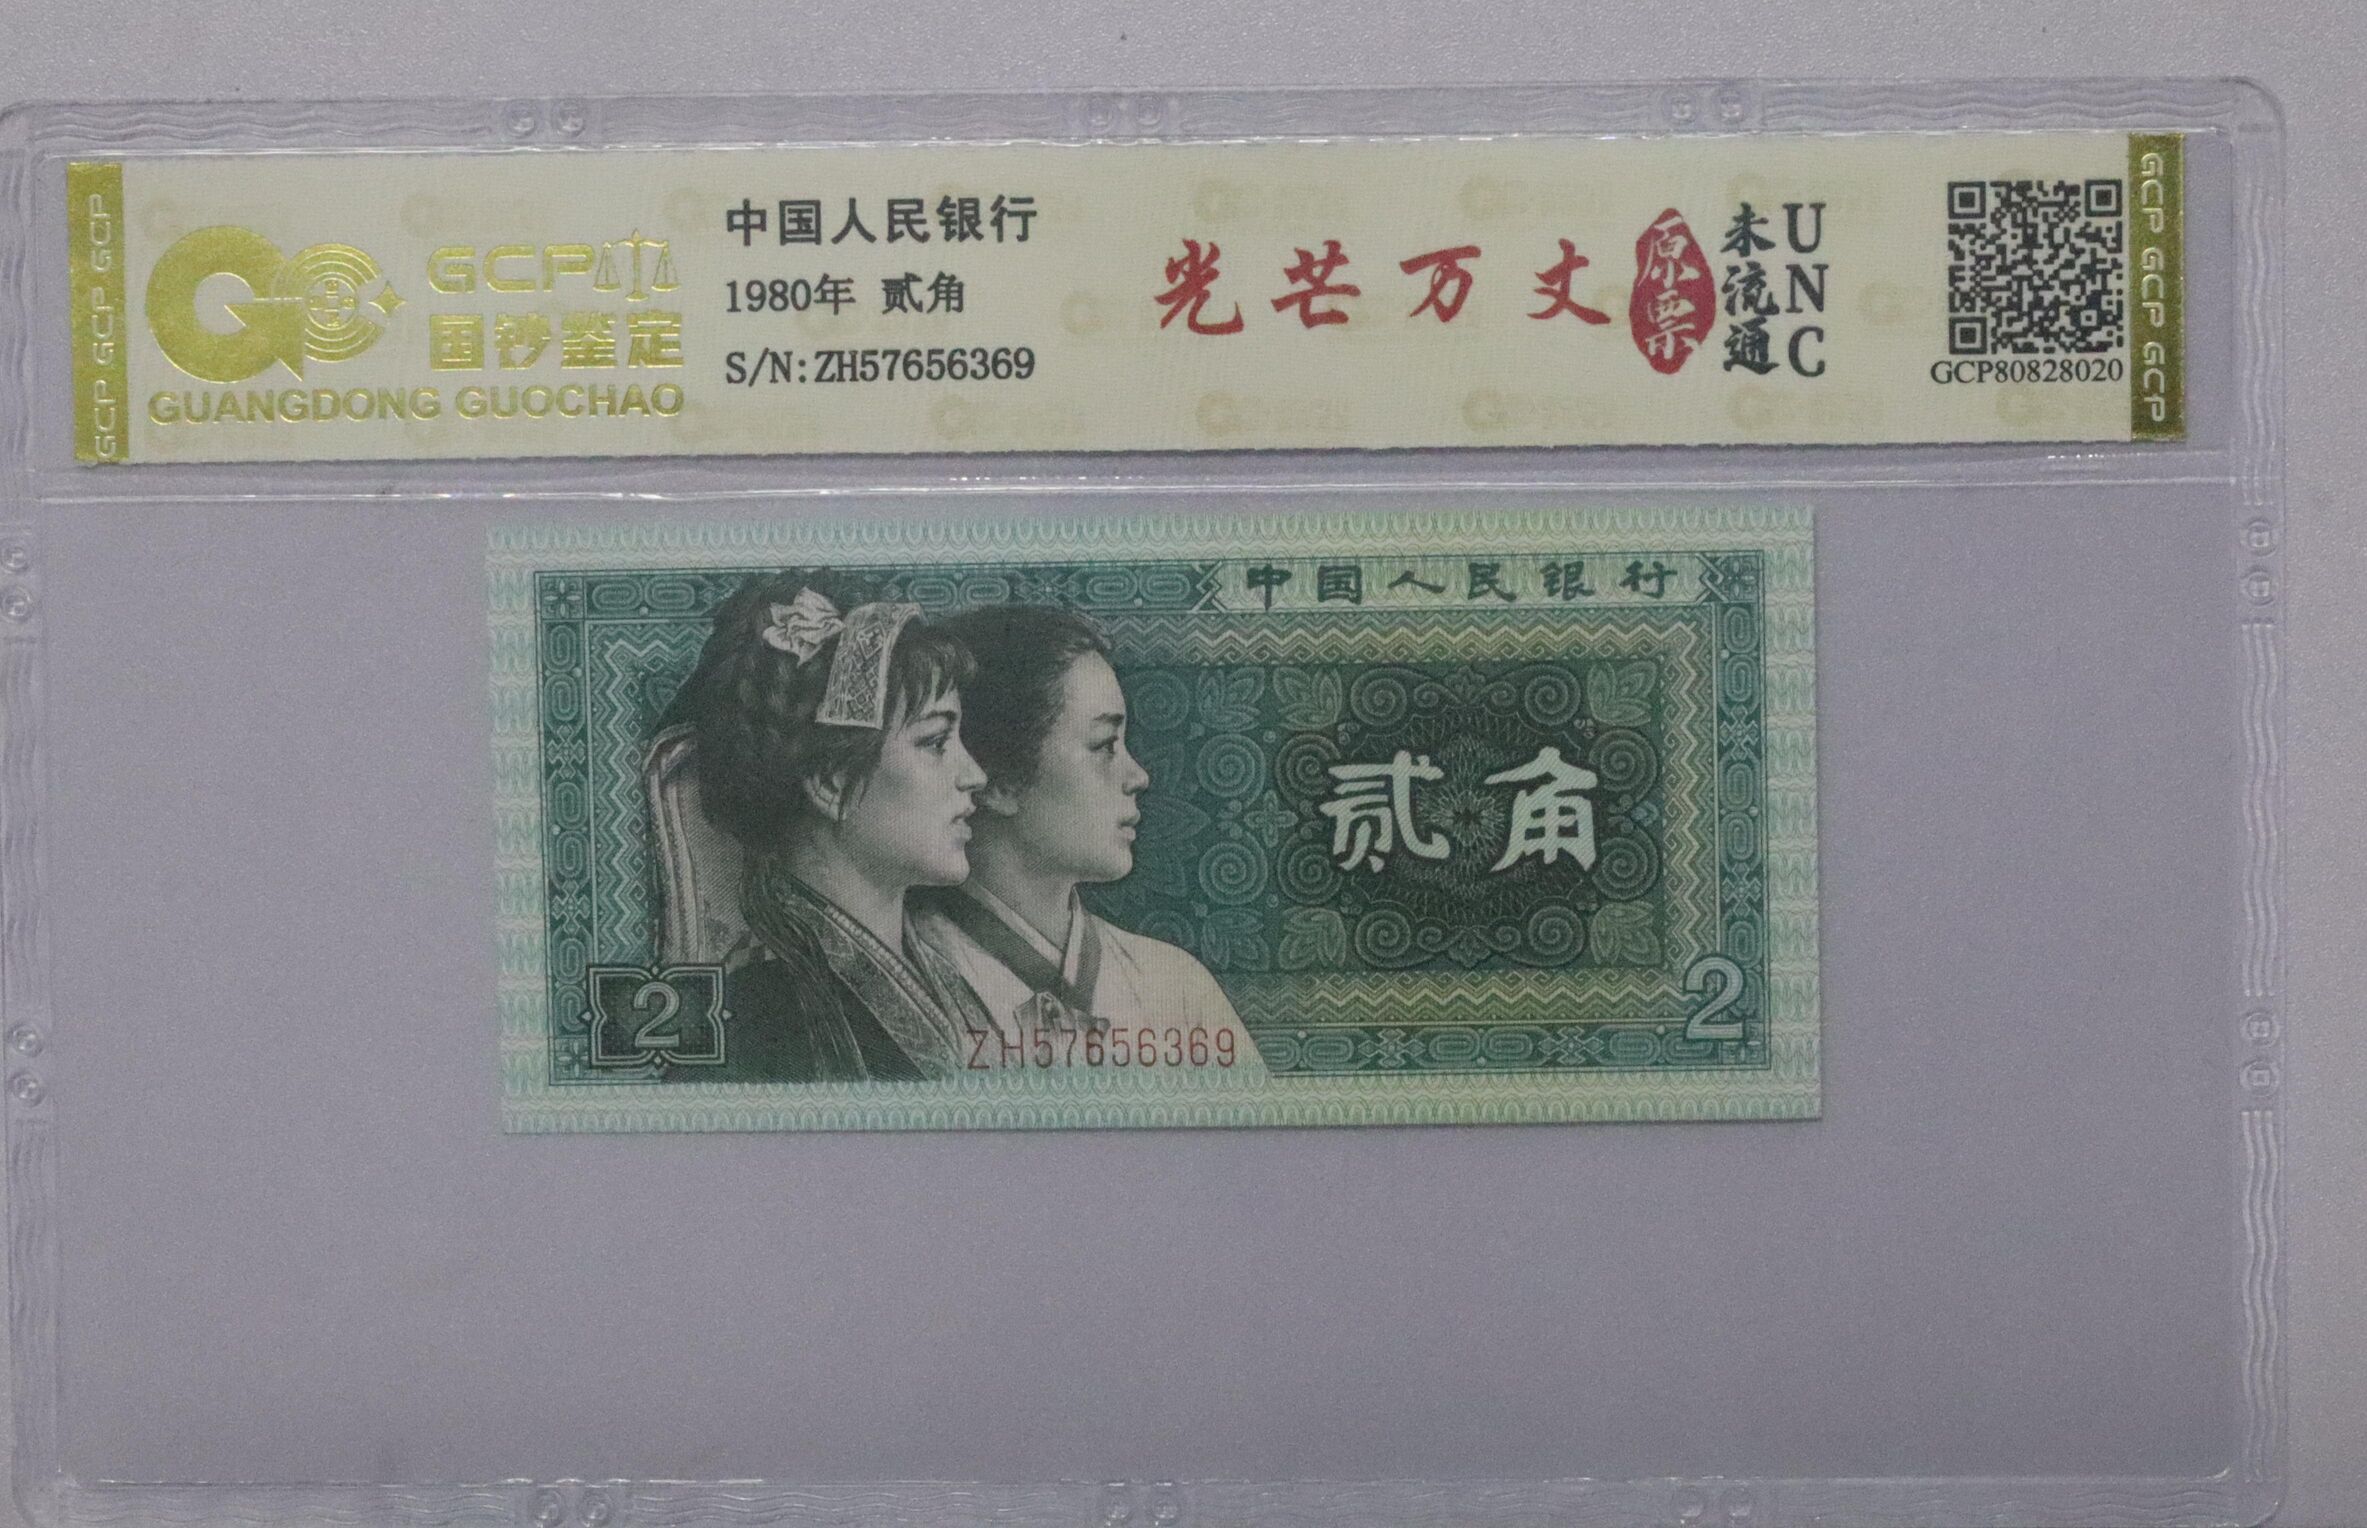 GCP GCP GCP
GCP
国钞鉴定
GUANGDONG GUOCHAO
中国人民银行
1980年 贰角
S/N:ZH57656369
光芒万丈
原票
未流通
UNC
GCP80828020
GCP GCP GCP
中国人民银行
贰角
2
2
ZH57656369